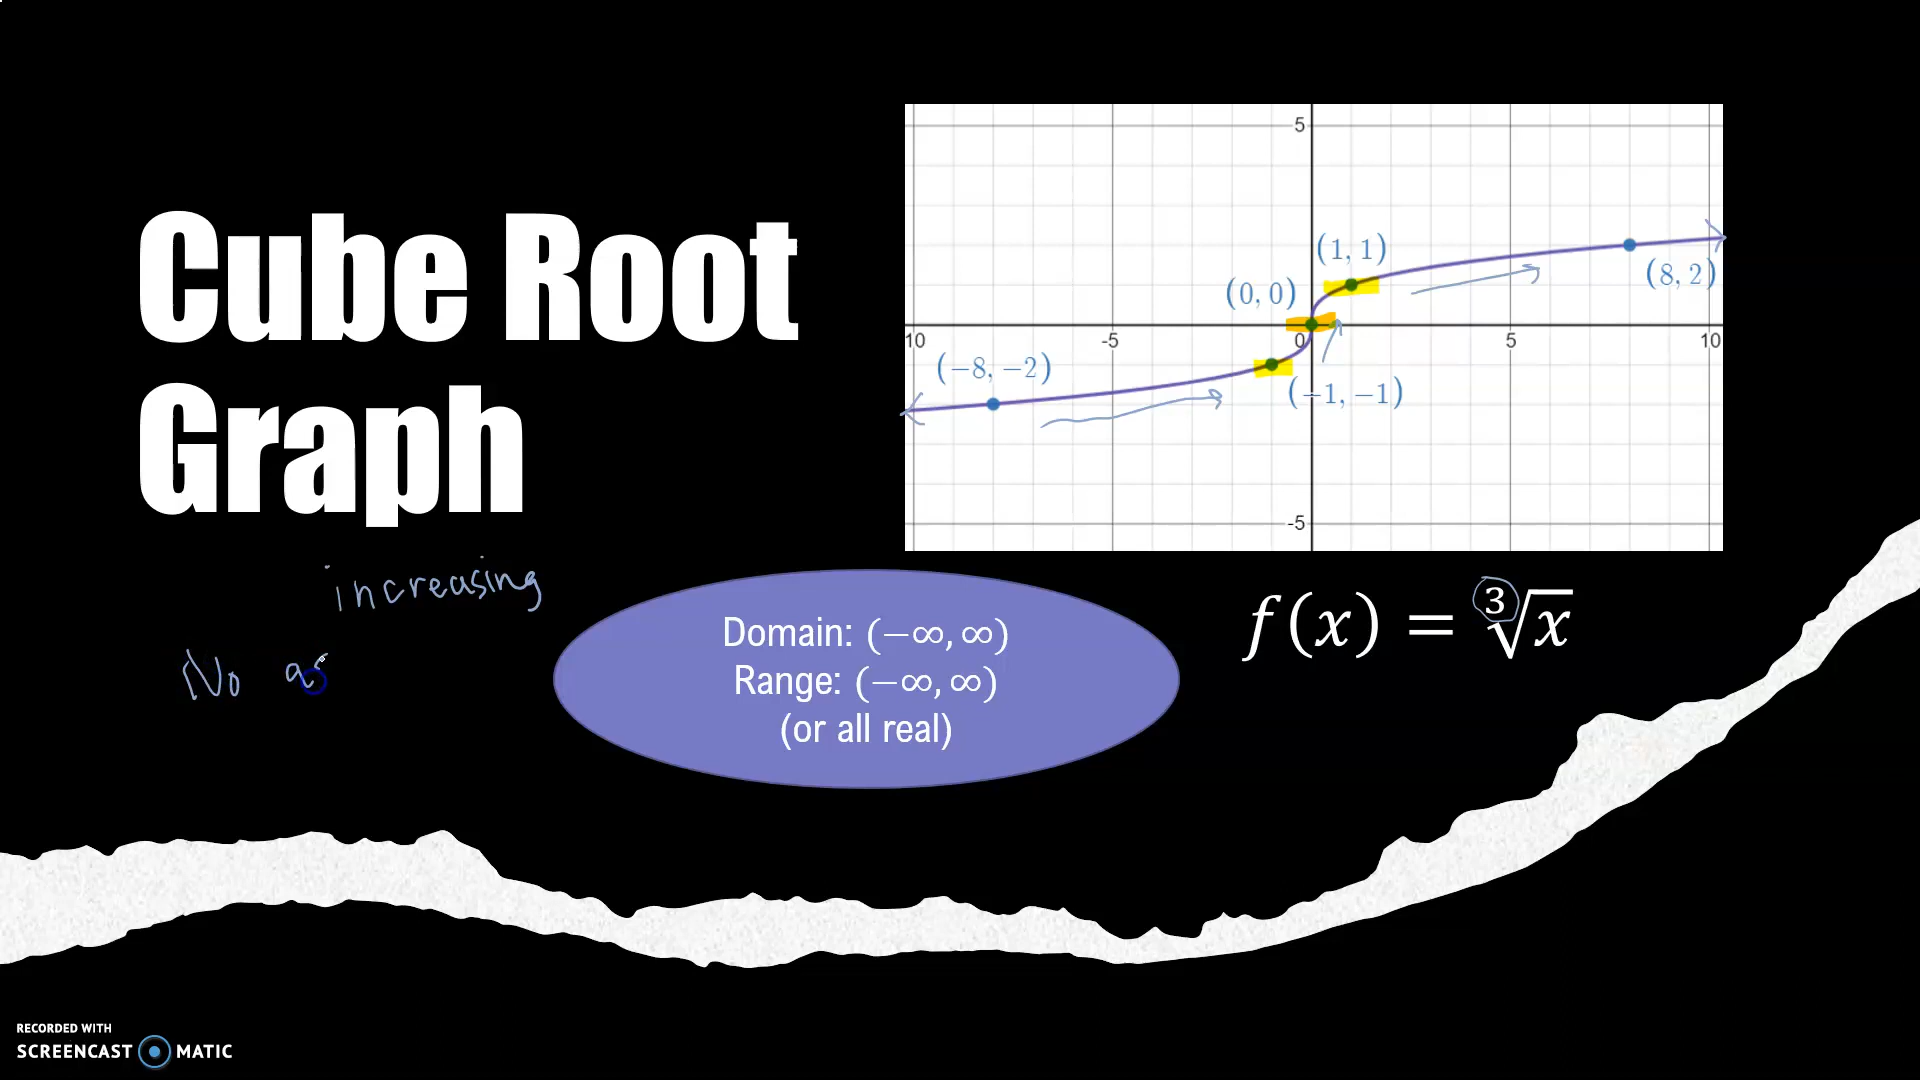 Cube Root
Graph
5
(1, 1)
(0, 0)
(8, 2)
10
-5
0
5
10
(−8, −2)
(−1, −1)
-5
increasing
No as
Domain: (−∞, ∞)
Range: (−∞, ∞)
(or all real)
f(x) = ∛x
RECORDED WITH
SCREENCAST MATIC